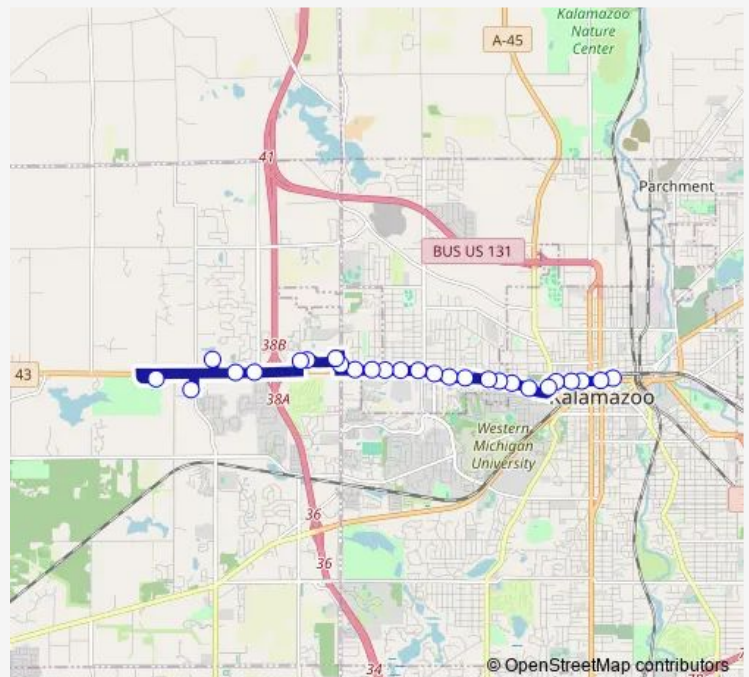 Kalamazoo
Nature
Center
A-45
41
Parchment
BUS US 131
38B
43
38A
Kalamazoo
Western
Michigan
University
36
36
34
© OpenStreetMap contributors